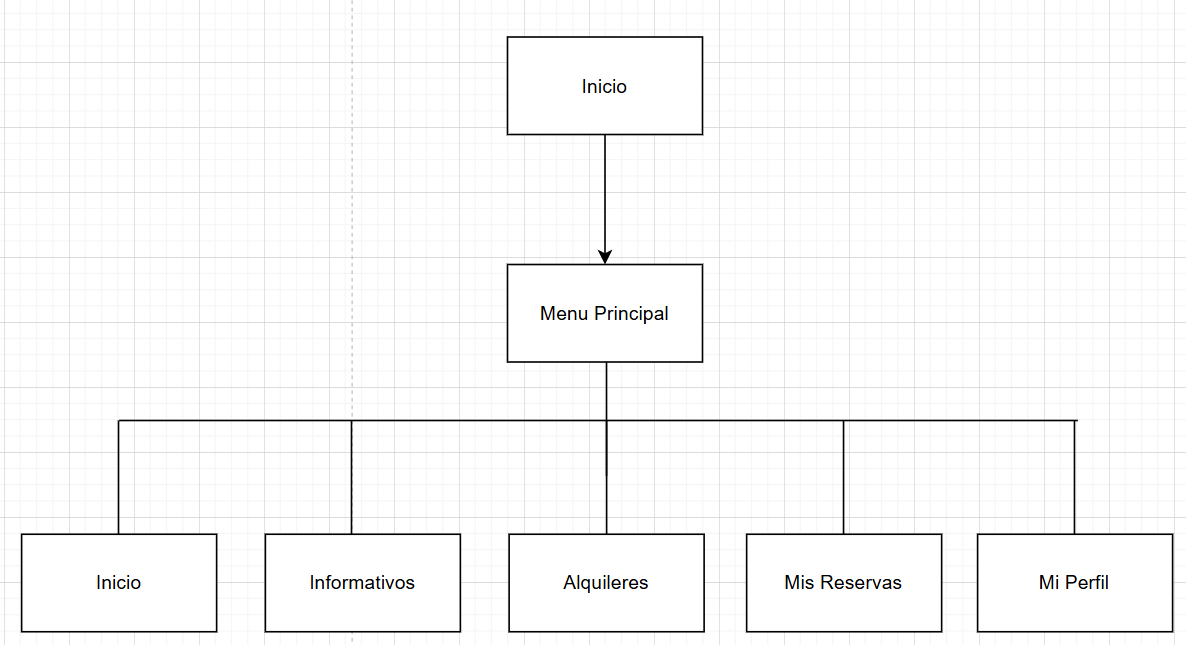 Inicio
Menu Principal
Inicio
Informativos
Alquileres
Mis Reservas
Mi Perfil